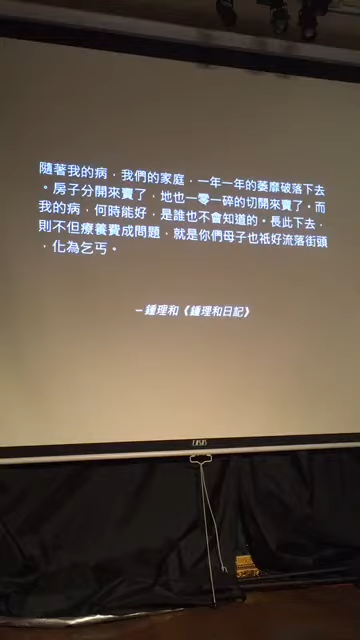 隨著我的病，我們的家庭，一年一年的萎靡破落下去
。房子分開來賣了，地也一零一碎的切開來賣了。而
我的病，何時能好，是誰也不會知道的。長此下去，
則不但療養費成問題，就是你們母子也祗好流落街頭
，化為乞丐。
– 鍾理和《鍾理和日記》